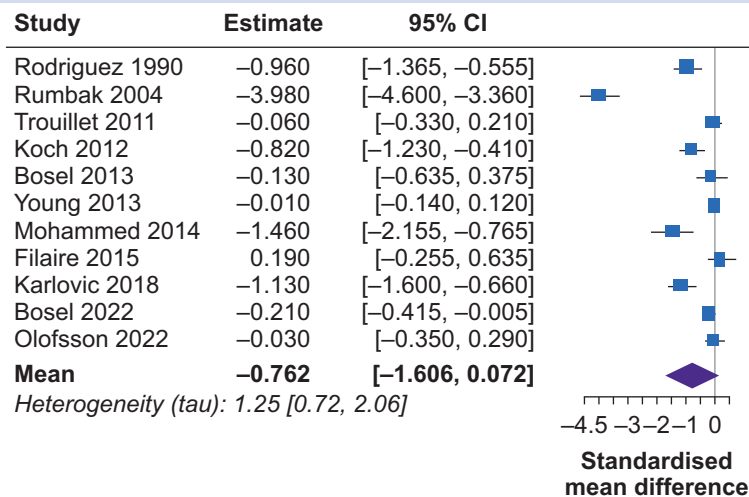 Study Estimate 95% CI
Rodriguez 1990 –0.960 [–1.365, –0.555]
Rumbak 2004 –3.980 [–4.600, –3.360]
Trouillet 2011 –0.060 [–0.330, 0.210]
Koch 2012 –0.820 [–1.230, –0.410]
Bosel 2013 –0.130 [–0.635, 0.375]
Young 2013 –0.010 [–0.140, 0.120]
Mohammed 2014 –1.460 [–2.155, –0.765]
Filaire 2015 0.190 [–0.255, 0.635]
Karlovic 2018 –1.130 [–1.600, –0.660]
Bosel 2022 –0.210 [–0.415, –0.005]
Olofsson 2022 –0.030 [–0.350, 0.290]
Mean –0.762 [–1.606, 0.072]
Heterogeneity (tau): 1.25 [0.72, 2.06]
–4.5 –3 –2 –1 0
Standardised
mean difference